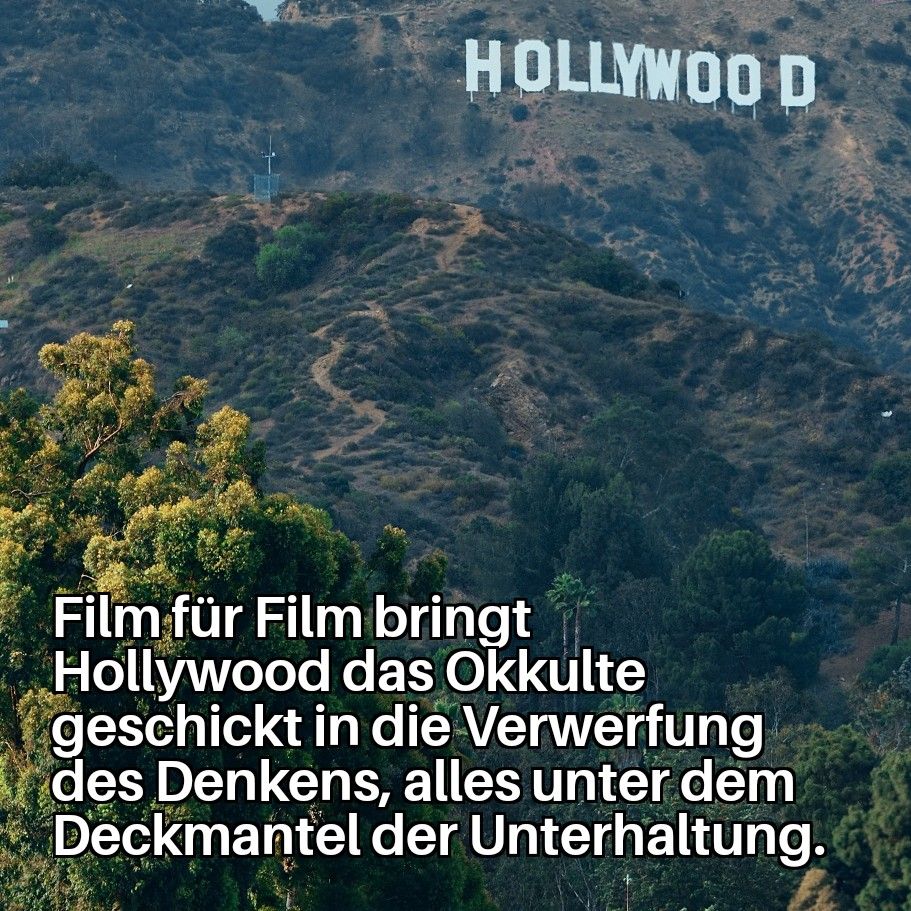 HOLLYWOOD
Film für Film bringt
Hollywood das Okkulte
geschickt in die Verwerfung
des Denkens, alles unter dem
Deckmantel der Unterhaltung.